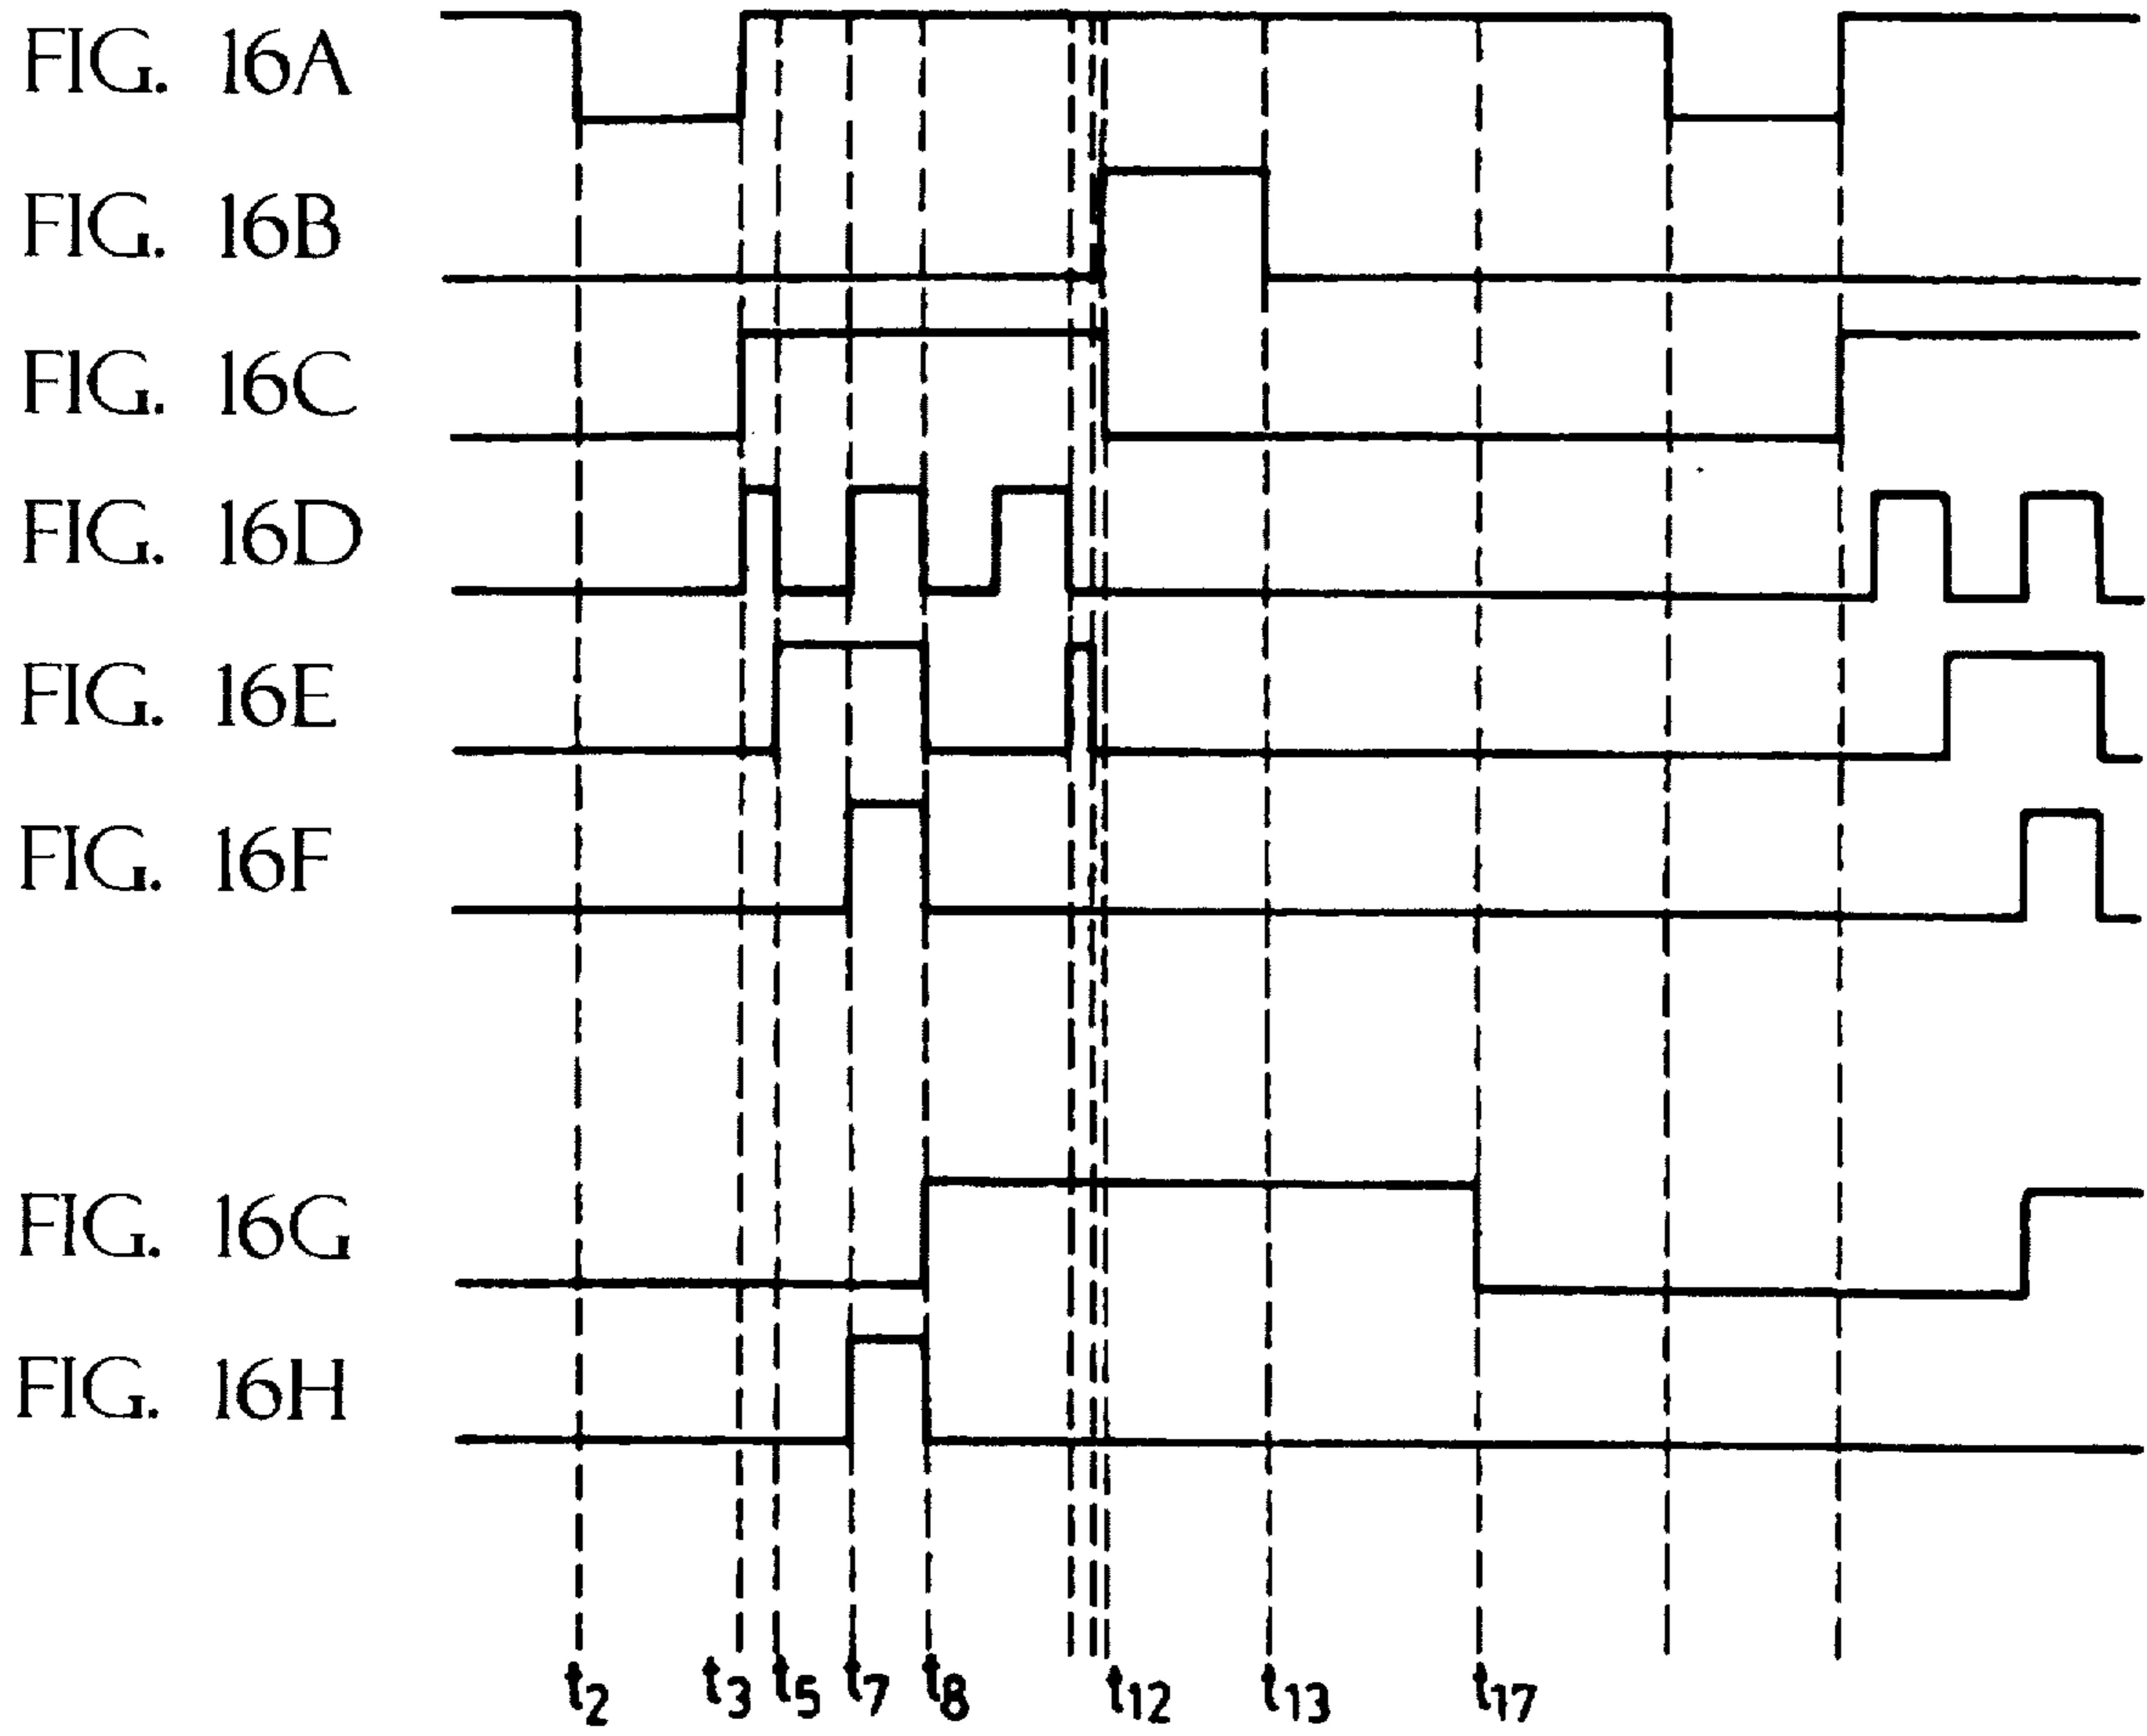 FIG. 16A
FIG. 16B
FIG. 16C
FIG. 16D
FIG. 16E
FIG. 16F
FIG. 16G
FIG. 16H
t2 t3 t5 t7 t8 t12 t13 t17